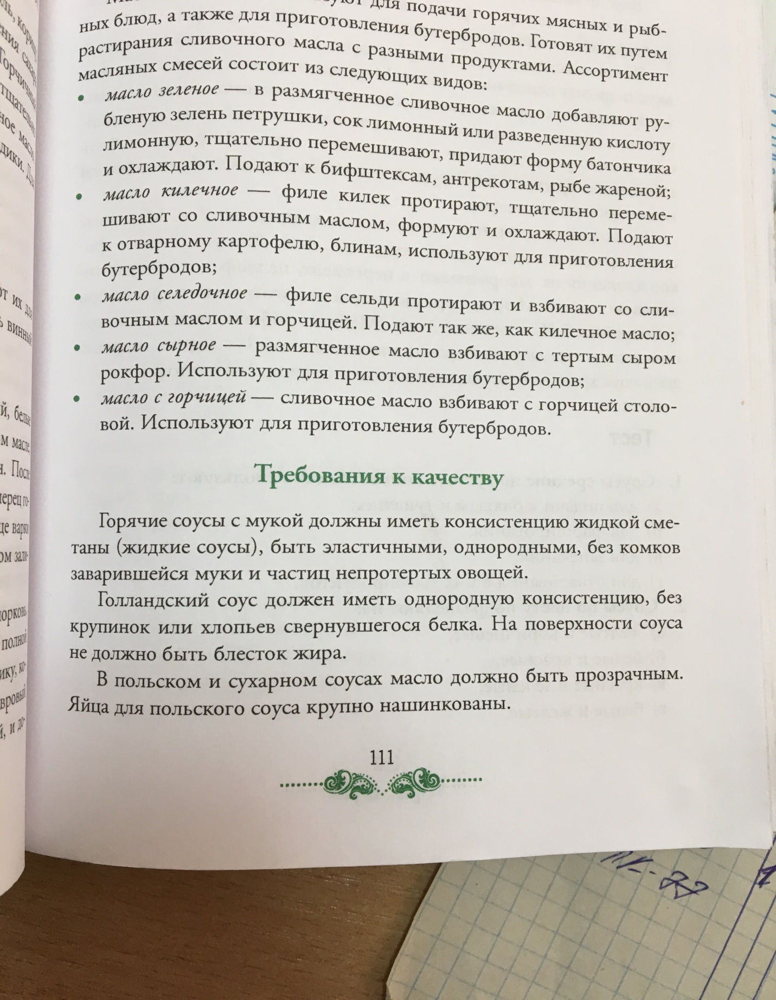 для подачи горячих мясных и рыб-
ных блюд, а также для приготовления бутербродов. Готовят их путем
растирания сливочного масла с разными продуктами. Ассортимент
масляных смесей состоит из следующих видов:
• масло зеленое — в размягченное сливочное масло добавляют ру-
бленую зелень петрушки, сок лимонный или разведенную кислоту
лимонную, тщательно перемешивают, придают форму батончика
и охлаждают. Подают к бифштексам, антрекотам, рыбе жареной;
• масло килечное — филе килек протирают, тщательно переме-
шивают со сливочным маслом, формуют и охлаждают. Подают
к отварному картофелю, блинам, используют для приготовления
бутербродов;
• масло селедочное — филе сельди протирают и взбивают со сли-
вочным маслом и горчицей. Подают так же, как килечное масло;
• масло сырное — размягченное масло взбивают с тертым сыром
рокфор. Используют для приготовления бутербродов;
• масло с горчицей — сливочное масло взбивают с горчицей столо-
вой. Используют для приготовления бутербродов.
Требования к качеству
Горячие соусы с мукой должны иметь консистенцию жидкой сме-
таны (жидкие соусы), быть эластичными, однородными, без комков
заварившейся муки и частиц непротертых овощей.
Голландский соус должен иметь однородную консистенцию, без
крупинок или хлопьев свернувшегося белка. На поверхности соуса
не должно быть блесток жира.
В польском и сухарном соусах масло должно быть прозрачным.
Яйца для польского соуса крупно нашинкованы.
111